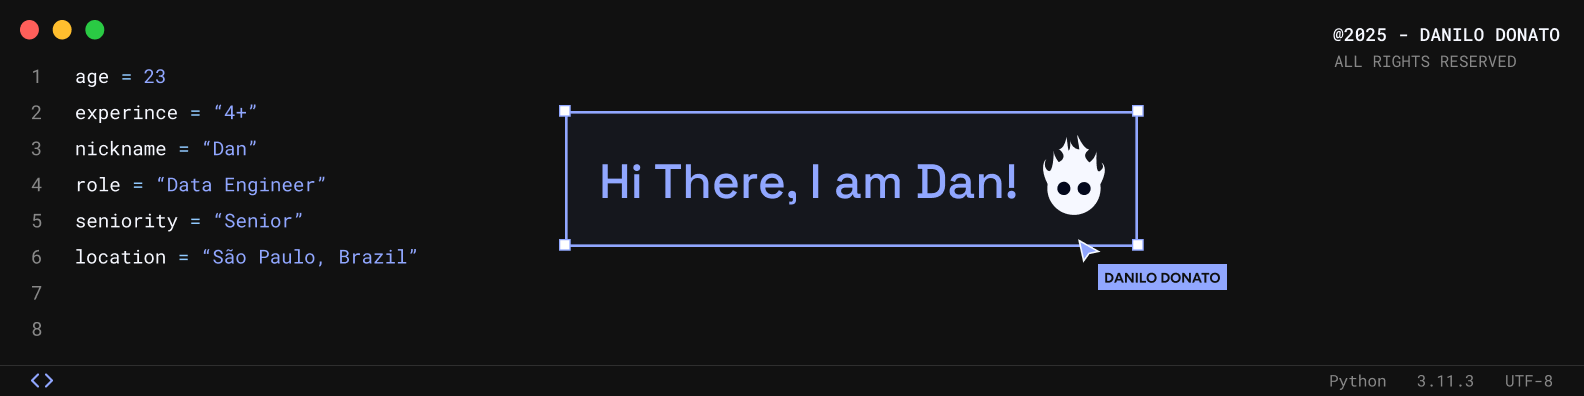 @2025 - DANILO DONATO
ALL RIGHTS RESERVED
1 age = 23
2 experince = “4+”
3 nickname = “Dan”
4 role = “Data Engineer”
5 seniority = “Senior”
6 location = “São Paulo, Brazil”
7
8
Hi There, I am Dan!
DANILO DONATO
<> Python 3.11.3 UTF-8